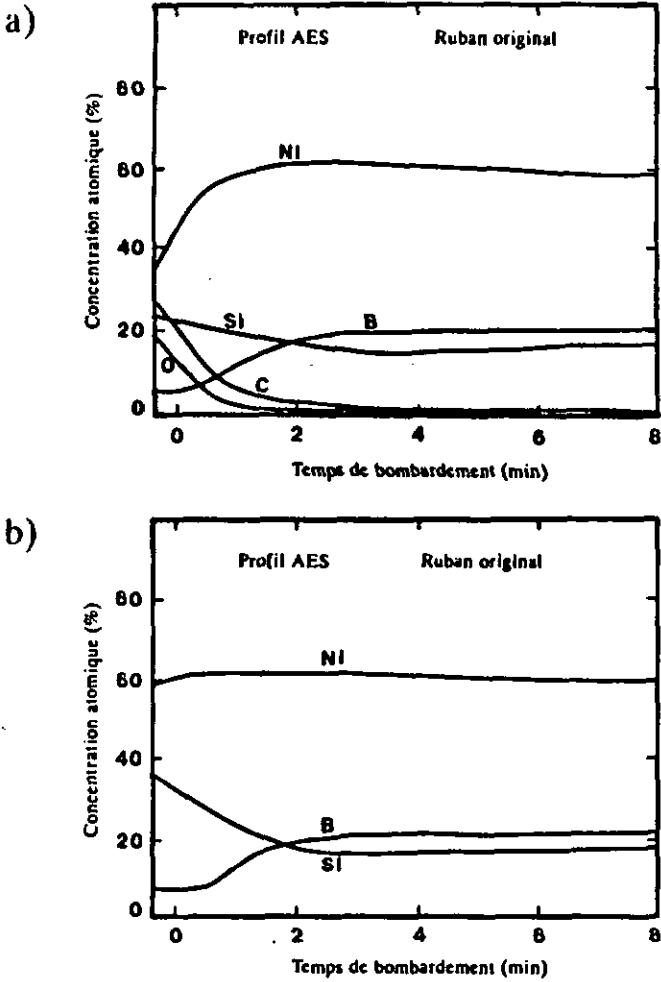 a)
Profil AES Ruban original
Concentration atomique (%)
80
60
40
20
0
Ni
Si
B
O
C
0 2 4 6 8
Temps de bombardement (min)
b)
Profil AES Ruban original
Concentration atomique (%)
80
60
40
20
0
Ni
B
Si
0 2 4 6 8
Temps de bombardement (min)